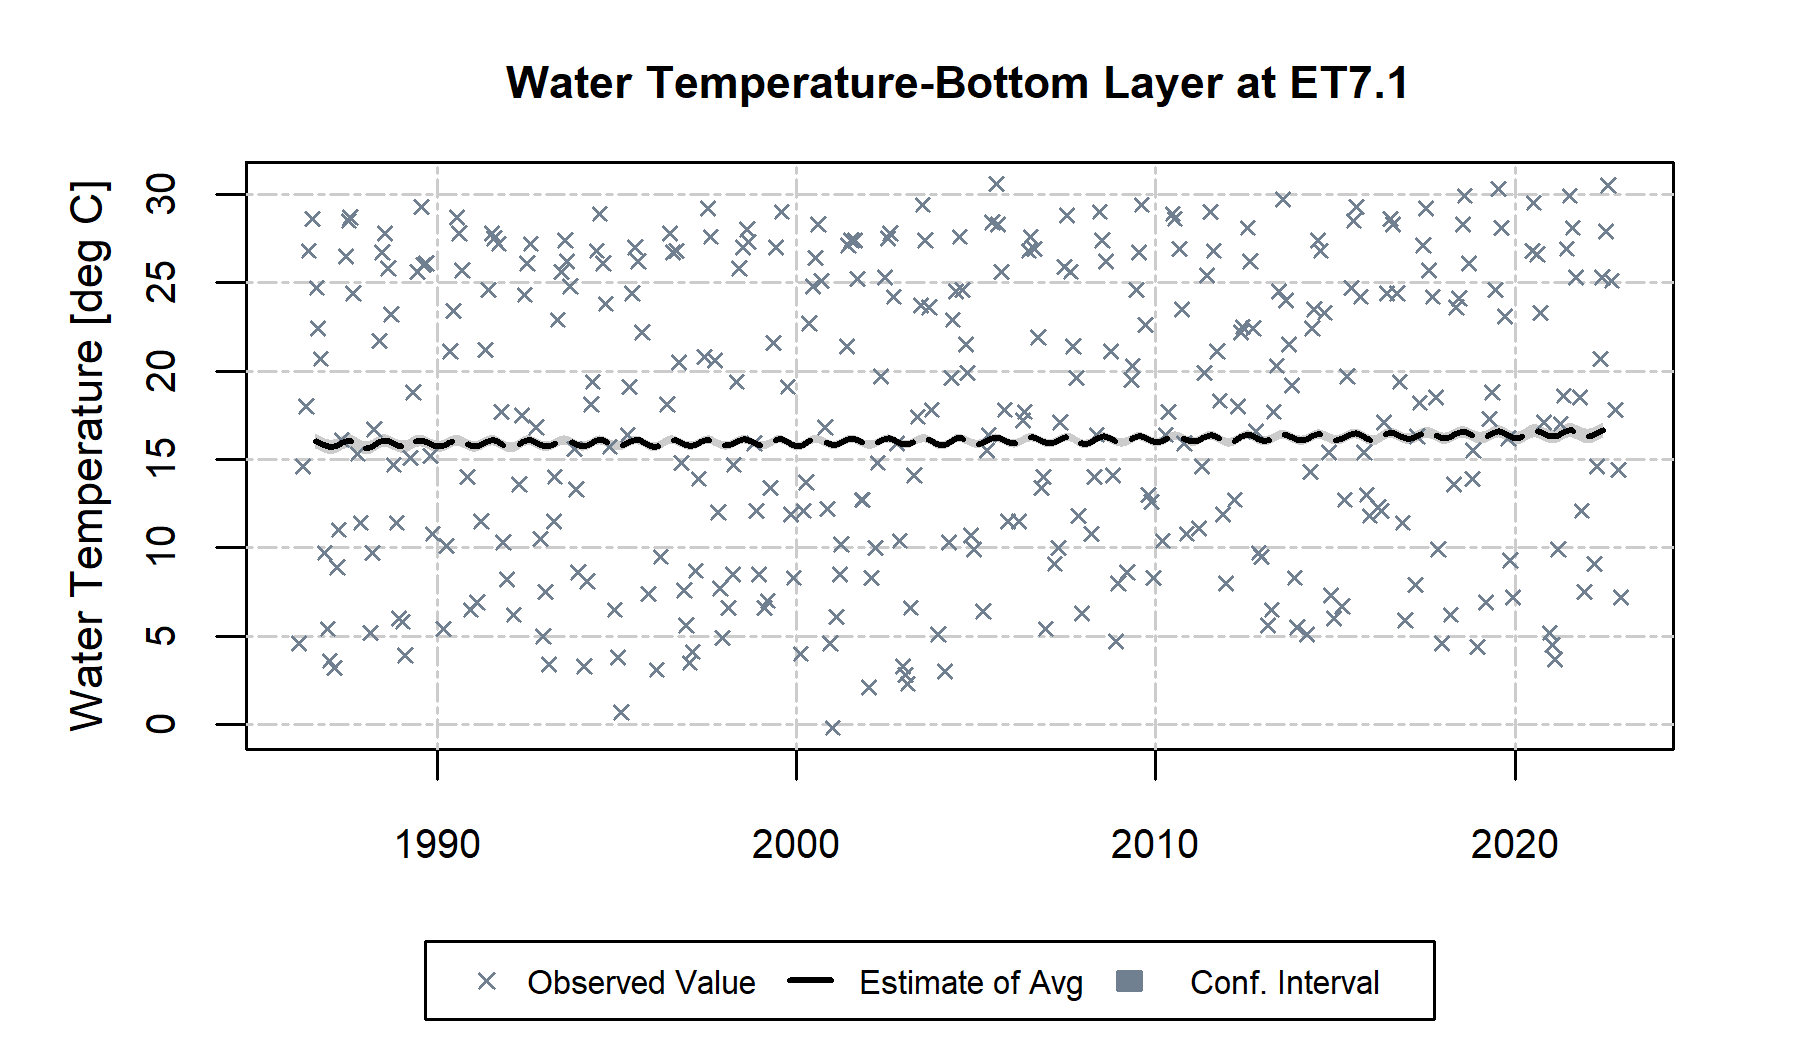 Water Temperature-Bottom Layer at ET7.1
Water Temperature [deg C]
30
25
20
15
10
5
0
1990 2000 2010 2020
Observed Value Estimate of Avg Conf. Interval